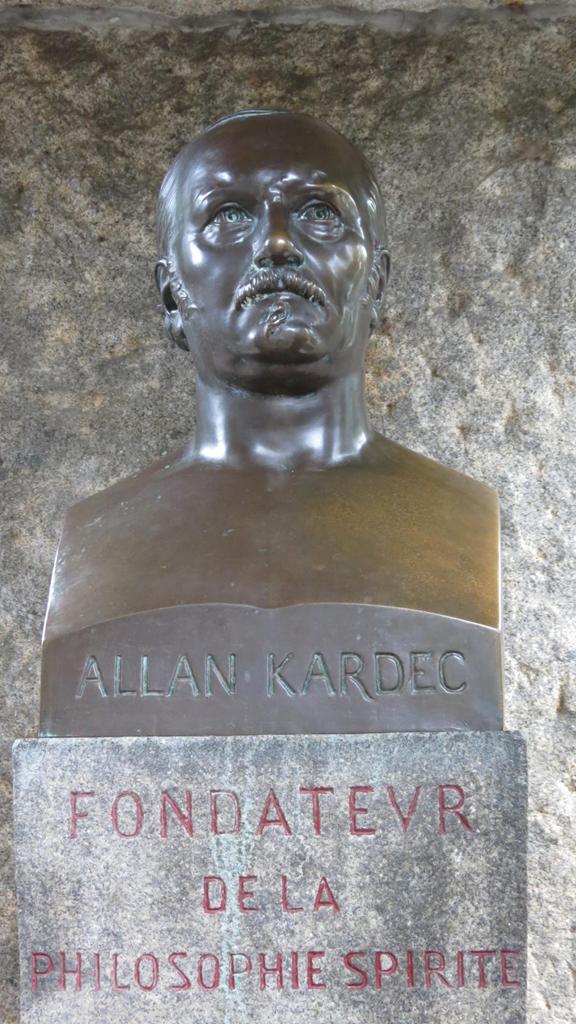 ALLAN KARDEC
FONDATEVR
DE LA
PHILOSOPHIE SPIRITE